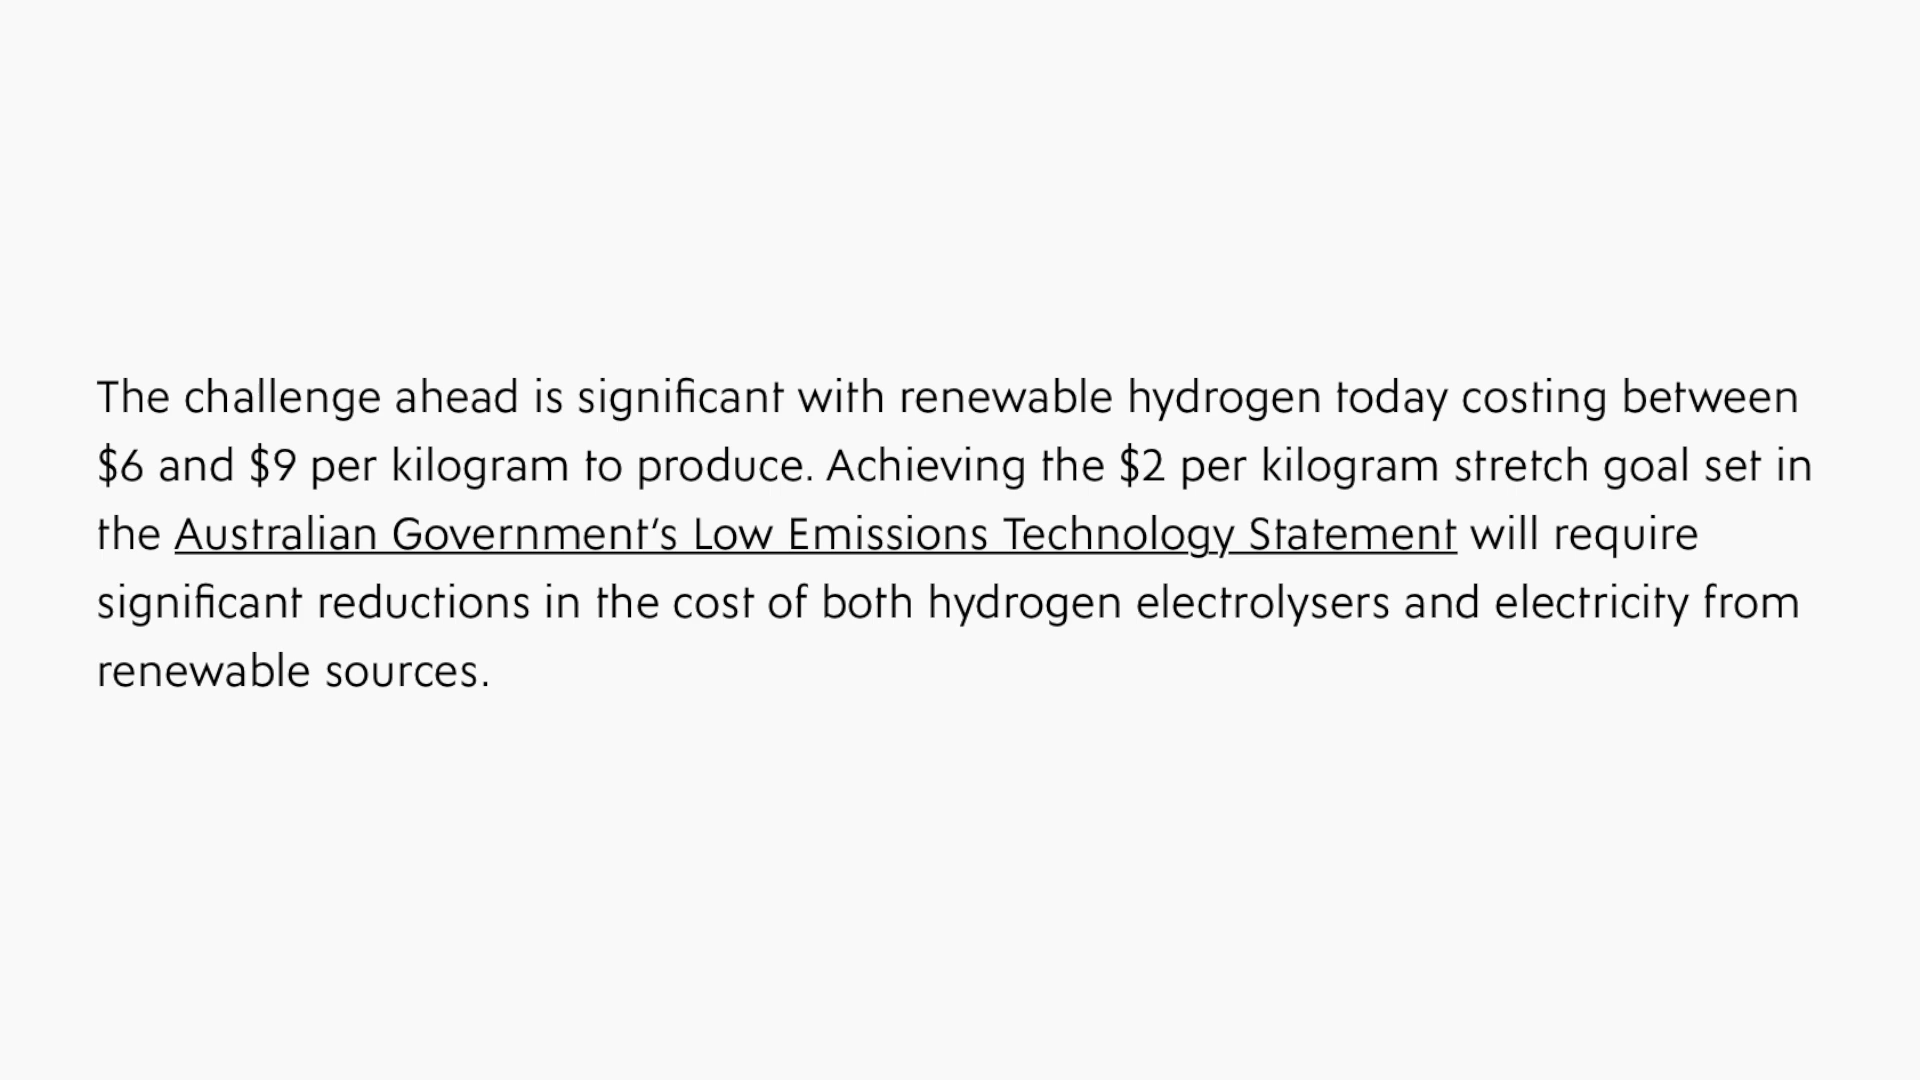 The challenge ahead is significant with renewable hydrogen today costing between
$6 and $9 per kilogram to produce. Achieving the $2 per kilogram stretch goal set in
the Australian Government’s Low Emissions Technology Statement will require
significant reductions in the cost of both hydrogen electrolysers and electricity from
renewable sources.